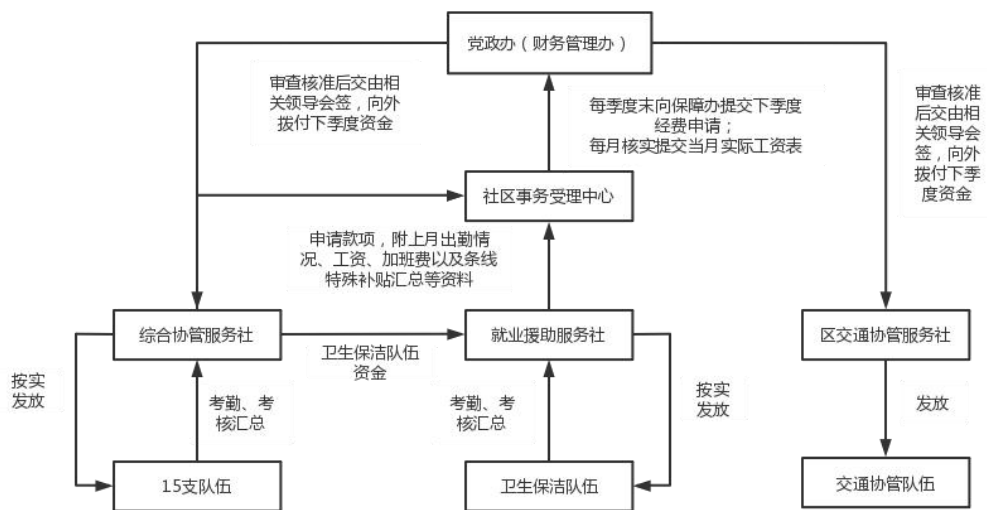 党政办（财务管理办）
审查核准后交由相
关领导会签，向外
拨付下季度资金
每季度末向保障办提交下季度
经费申请；
每月核实提交当月实际工资表
审查核准
后交由相
关领导会
签，向外
拨付下季
度资金
社区事务受理中心
申请款项，附上月出勤情
况、工资、加班费以及条线
特殊补贴汇总等资料
综合协管服务社
就业援助服务社
区交通协管服务社
卫生保洁队伍
资金
按实
发放
考勤、考
核汇总
考勤、考
核汇总
按实
发放
发放
15支队伍
卫生保洁队伍
交通协管队伍